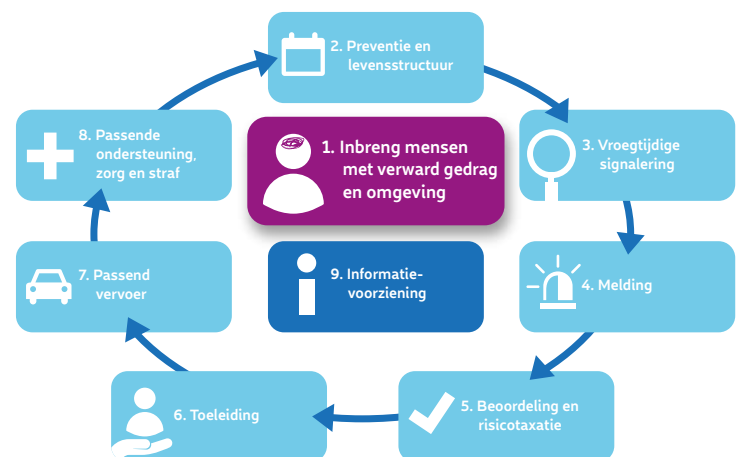 2. Preventie en
levensstructuur
8. Passende
ondersteuning,
zorg en straf
1. Inbreng mensen
met verward gedrag
en omgeving
3. Vroegtijdige
signalering
7. Passend
vervoer
9. Informatie-
voorziening
4. Melding
6. Toeleiding
5. Beoordeling en
risicotaxatie